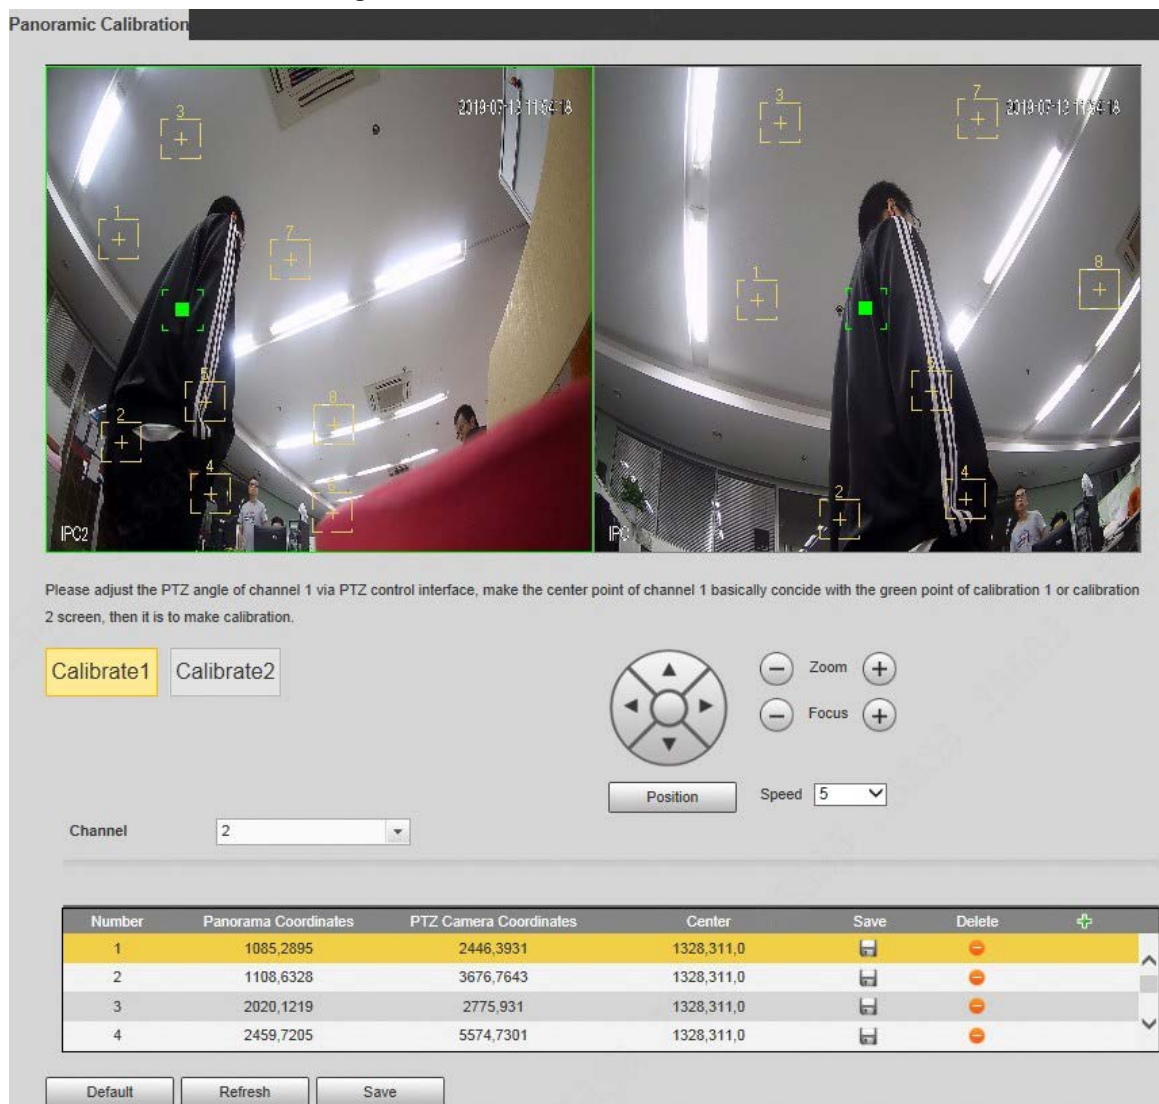 Panoramic Calibration
2019-07-13 11:54:18
3
1
7
5
8
2
4
6
IPC2
3
7
2019-07-13 11:54:18
1
8
5
4
2
IPC
Please adjust the PTZ angle of channel 1 via PTZ control interface, make the center point of channel 1 basically concide with the green point of calibration 1 or calibration
2 screen, then it is to make calibration.
Calibrate1 Calibrate2
Zoom
Focus
Position Speed 5
Channel 2
Number Panorama Coordinates PTZ Camera Coordinates Center Save Delete
1 1085,2895 2446,3931 1328,311,0
2 1108,6328 3676,7643 1328,311,0
3 2020,1219 2775,931 1328,311,0
4 2459,7205 5574,7301 1328,311,0
Default Refresh Save